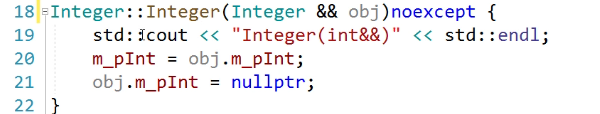 18 Integer::Integer(Integer && obj)noexcept {
19 std::cout << "Integer(int&&)" << std::endl;
20 m_pInt = obj.m_pInt;
21 obj.m_pInt = nullptr;
22 }